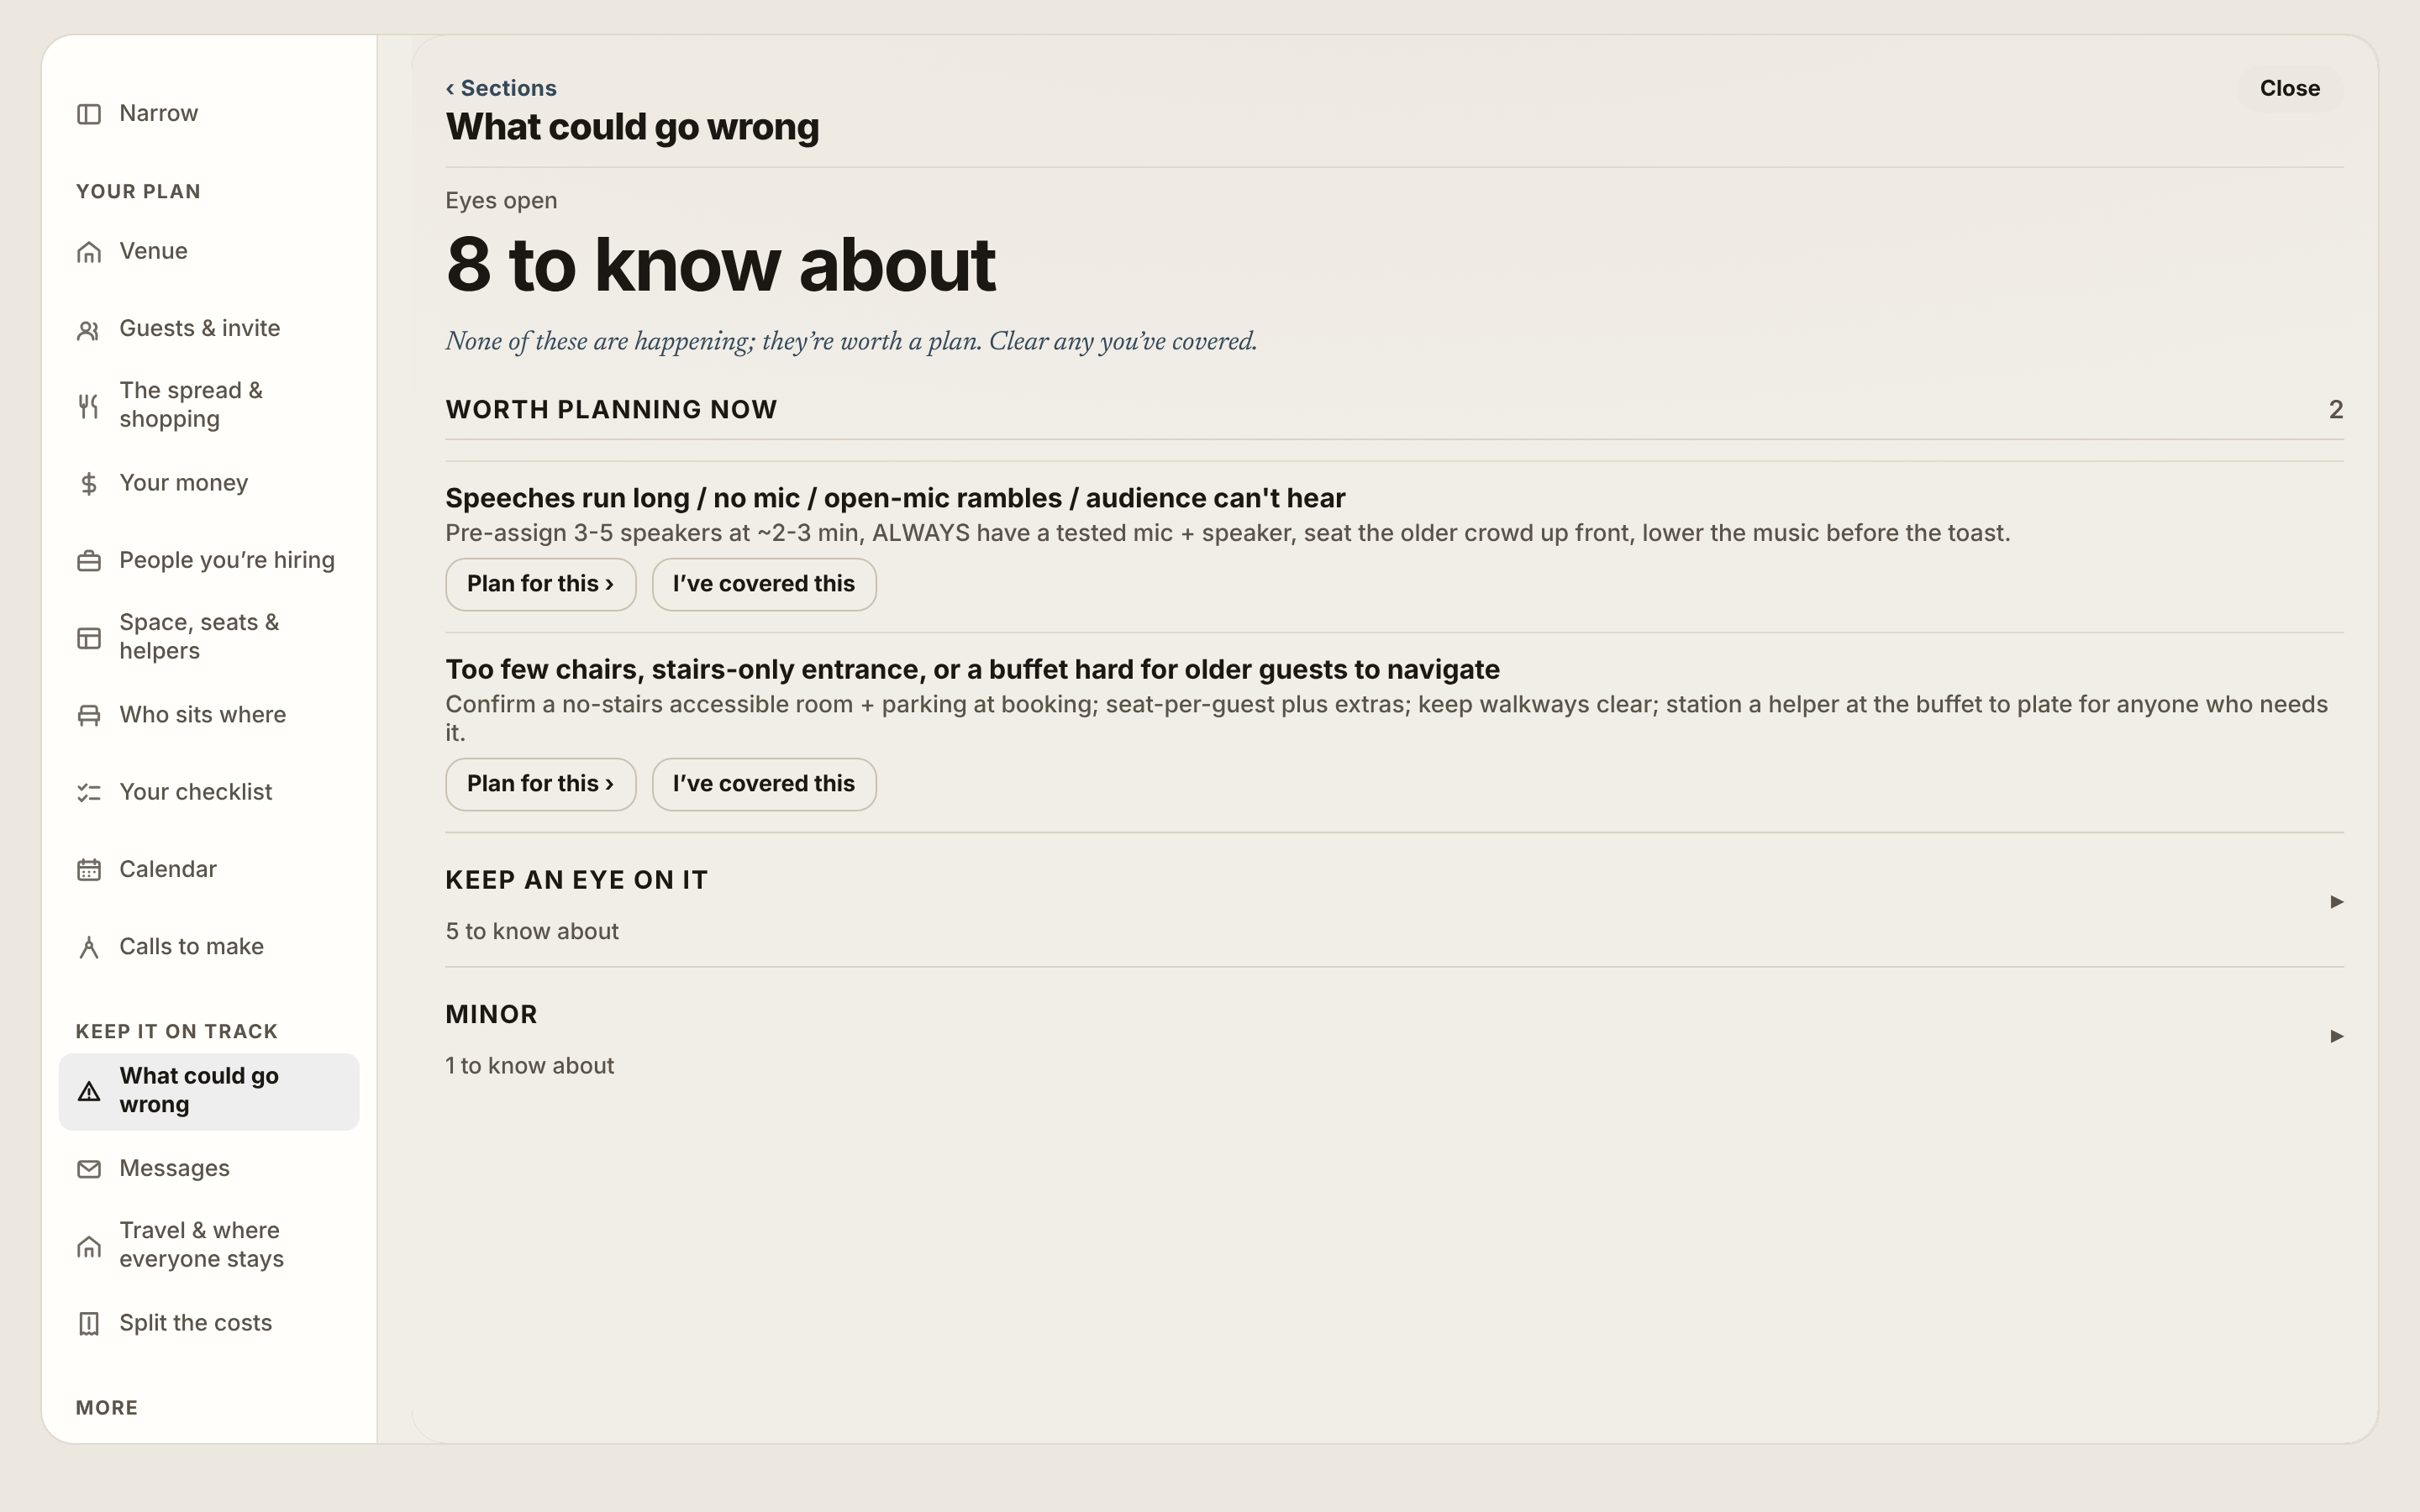 Narrow
YOUR PLAN
Venue
Guests & invite
The spread &
shopping
Your money
People you’re hiring
Space, seats &
helpers
Who sits where
Your checklist
Calendar
Calls to make
KEEP IT ON TRACK
What could go
wrong
Messages
Travel & where
everyone stays
Split the costs
MORE
‹ Sections
Close
What could go wrong
Eyes open
8 to know about
None of these are happening; they’re worth a plan. Clear any you’ve covered.
WORTH PLANNING NOW 2
Speeches run long / no mic / open-mic rambles / audience can't hear
Pre-assign 3-5 speakers at ~2-3 min, ALWAYS have a tested mic + speaker, seat the older crowd up front, lower the music before the toast.
Plan for this › I’ve covered this
Too few chairs, stairs-only entrance, or a buffet hard for older guests to navigate
Confirm a no-stairs accessible room + parking at booking; seat-per-guest plus extras; keep walkways clear; station a helper at the buffet to plate for anyone who needs
it.
Plan for this › I’ve covered this
KEEP AN EYE ON IT
5 to know about
MINOR
1 to know about